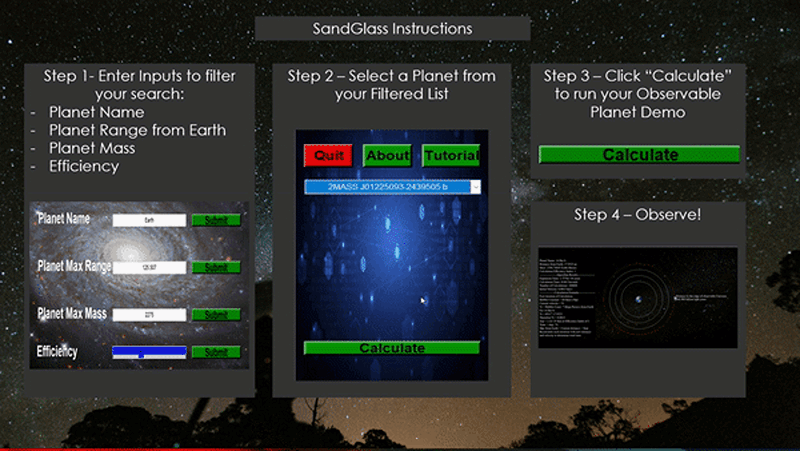 SandGlass Instructions
Step 1- Enter Inputs to filter
your search:
- Planet Name
- Planet Range from Earth
- Planet Mass
- Efficiency
Planet Name
Earth
Submit
Planet Max Range
Submit
Planet Max Mass
Submit
Efficiency
Submit
Step 2 – Select a Planet from
your Filtered List
Quit
About
Tutorial
2MASS J01225093-2439505 b
Calculate
Step 3 – Click “Calculate”
to run your Observable
Planet Demo
Calculate
Step 4 – Observe!